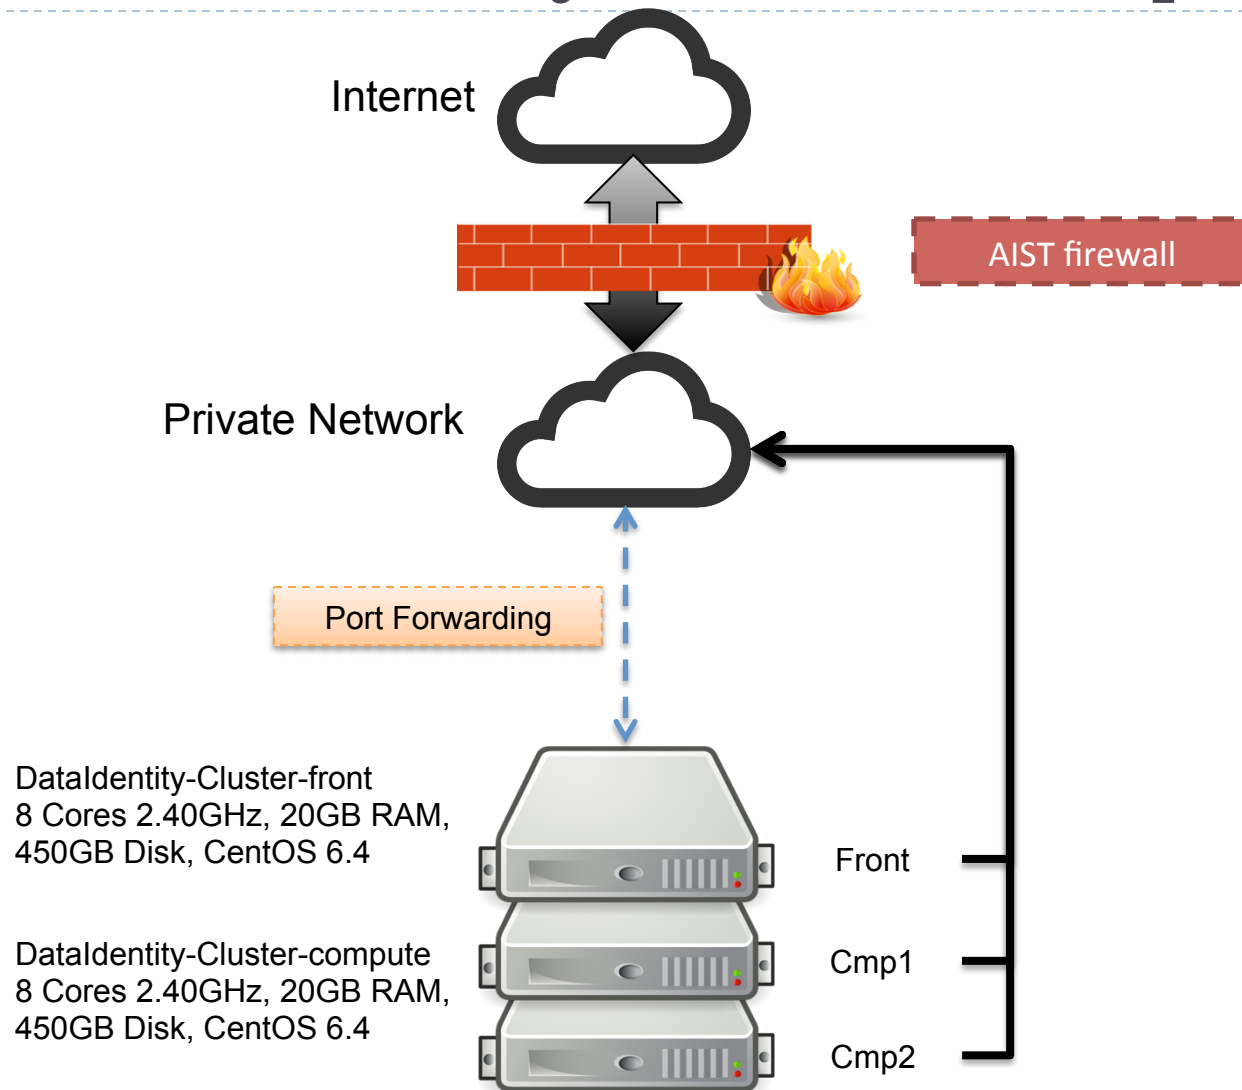 Internet
AIST firewall
Private Network
Port Forwarding
DataIdentity-Cluster-front
8 Cores 2.40GHz, 20GB RAM,
450GB Disk, CentOS 6.4
Front
DataIdentity-Cluster-compute
8 Cores 2.40GHz, 20GB RAM,
450GB Disk, CentOS 6.4
Cmp1
Cmp2